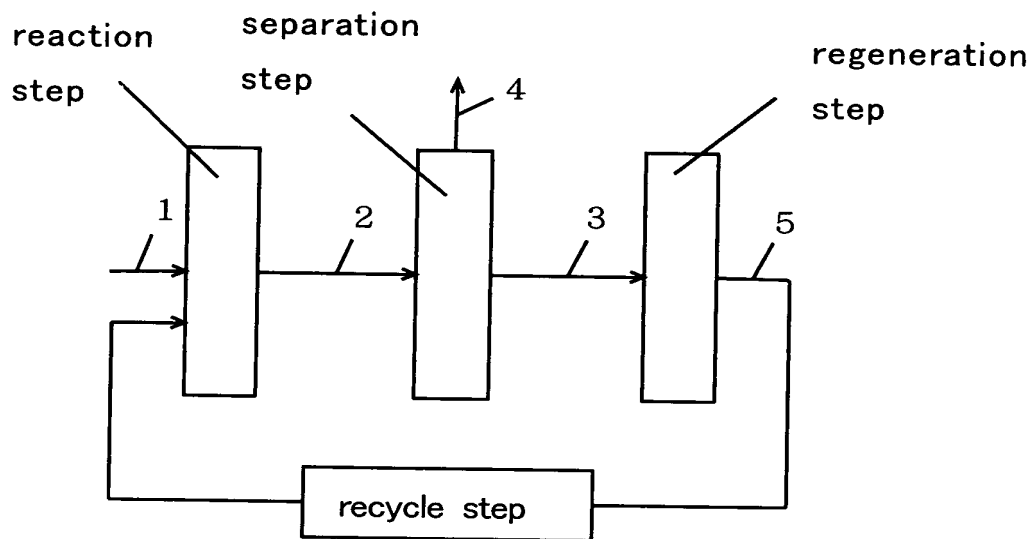 reaction
step
separation
step
regeneration
step
4
1
2
3
5
recycle step